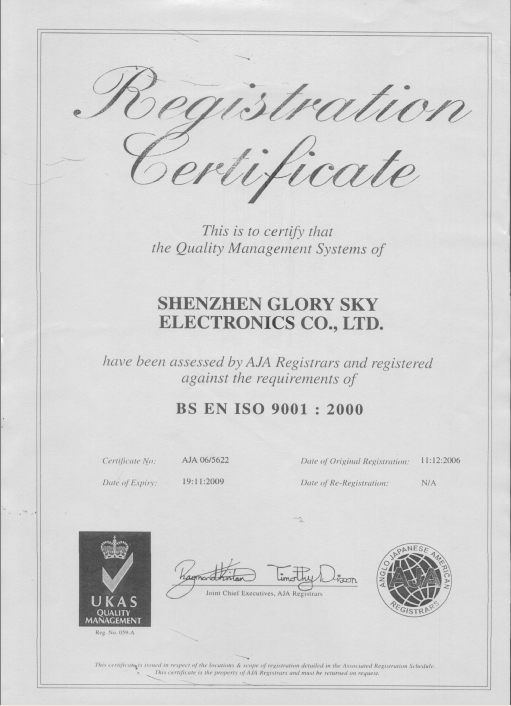 Registration
Certificate
This is to certify that
the Quality Management Systems of
SHENZHEN GLORY SKY
ELECTRONICS CO., LTD.
have been assessed by AJA Registrars and registered
against the requirements of
BS EN ISO 9001 : 2000
Certificate No: AJA 06/5622 Date of Original Registration: 11:12:2006
Date of Expiry: 19:11:2009 Date of Re-Registration: N/A
UKAS
QUALITY
MANAGEMENT
Reg. No. 059-A
Timothy Dixon
Joint Chief Executives, AJA Registrars
ANGLO JAPANESE AMERICAN
AJA
REGISTRARS
This certificate is issued in respect of the locations & scope of registration detailed in the Associated Registration Schedule.
This certificate is the property of AJA Registrars and must be returned on request.